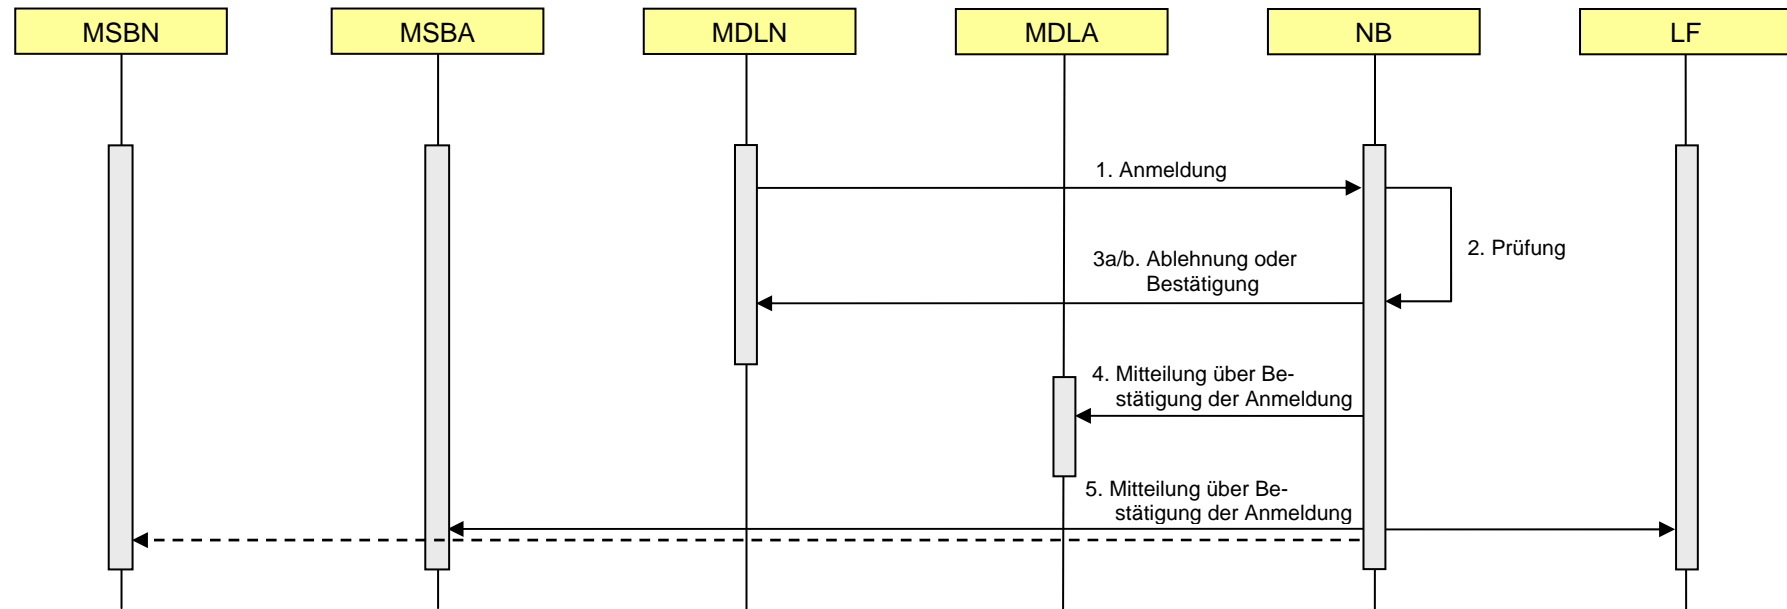 MSBN
MSBA
MDLN
MDLA
NB
LF
1. Anmeldung
2. Prüfung
3a/b. Ablehnung oder
Bestätigung
4. Mitteilung über Be-
stätigung der Anmeldung
5. Mitteilung über Be-
stätigung der Anmeldung